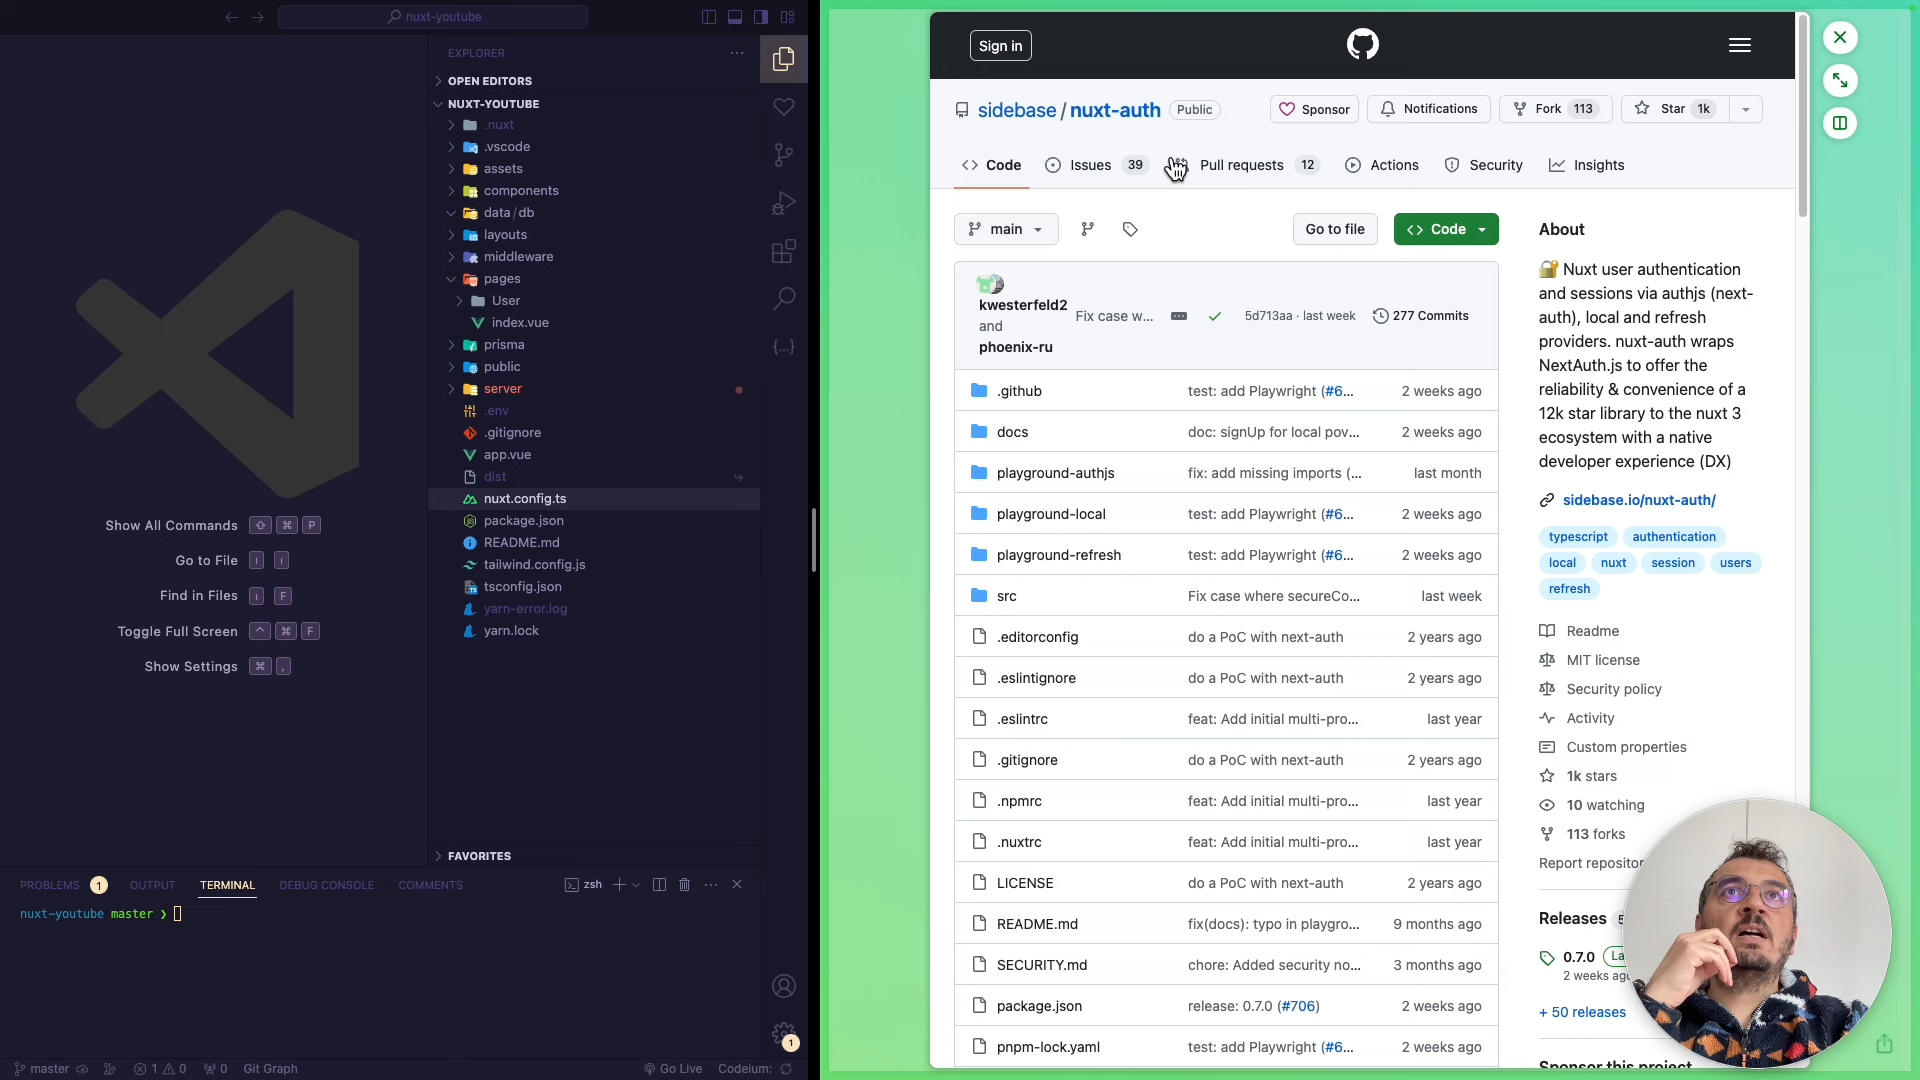 nuxt-youtube
EXPLORER
OPEN EDITORS
NUXT-YOUTUBE
.nuxt
.vscode
assets
components
data / db
layouts
middleware
pages
User
index.vue
prisma
public
server
.env
.gitignore
app.vue
dist
nuxt.config.ts
package.json
README.md
tailwind.config.js
tsconfig.json
yarn-error.log
yarn.lock
FAVORITES
Show All Commands ⇧ ⌘ P
Go to File
Find in Files F
Toggle Full Screen ^ ⌘ F
Show Settings ⌘ ,
PROBLEMS 1 OUTPUT TERMINAL DEBUG CONSOLE COMMENTS zsh
nuxt-youtube master ❯
1
master 1 0 0 Git Graph Go Live Codeium:
Sign in
sidebase / nuxt-auth Public Sponsor Notifications Fork 113 Star 1k
Code Issues 39 Pull requests 12 Actions Security Insights
main Go to file Code
kwesterfeld2
and
phoenix-ru
Fix case w... 5d713aa · last week 277 Commits
.github test: add Playwright (#6... 2 weeks ago
docs doc: signUp for local pov... 2 weeks ago
playground-authjs fix: add missing imports (... last month
playground-local test: add Playwright (#6... 2 weeks ago
playground-refresh test: add Playwright (#6... 2 weeks ago
src Fix case where secureCo... last week
.editorconfig do a PoC with next-auth 2 years ago
.eslintignore do a PoC with next-auth 2 years ago
.eslintrc feat: Add initial multi-pro... last year
.gitignore do a PoC with next-auth 2 years ago
.npmrc feat: Add initial multi-pro... last year
.nuxtrc feat: Add initial multi-pro... last year
LICENSE do a PoC with next-auth 2 years ago
README.md fix(docs): typo in playgro... 9 months ago
SECURITY.md chore: Added security no... 3 months ago
package.json release: 0.7.0 (#706) 2 weeks ago
pnpm-lock.yaml test: add Playwright (#6... 2 weeks ago
About
Nuxt user authentication
and sessions via authjs (next-
auth), local and refresh
providers. nuxt-auth wraps
NextAuth.js to offer the
reliability & convenience of a
12k star library to the nuxt 3
ecosystem with a native
developer experience (DX)
sidebase.io/nuxt-auth/
typescript authentication
local nuxt session users
refresh
Readme
MIT license
Security policy
Activity
Custom properties
1k stars
10 watching
113 forks
Report repositor
Releases
0.7.0 La
2 weeks ago
+ 50 releases
Sponsor this project